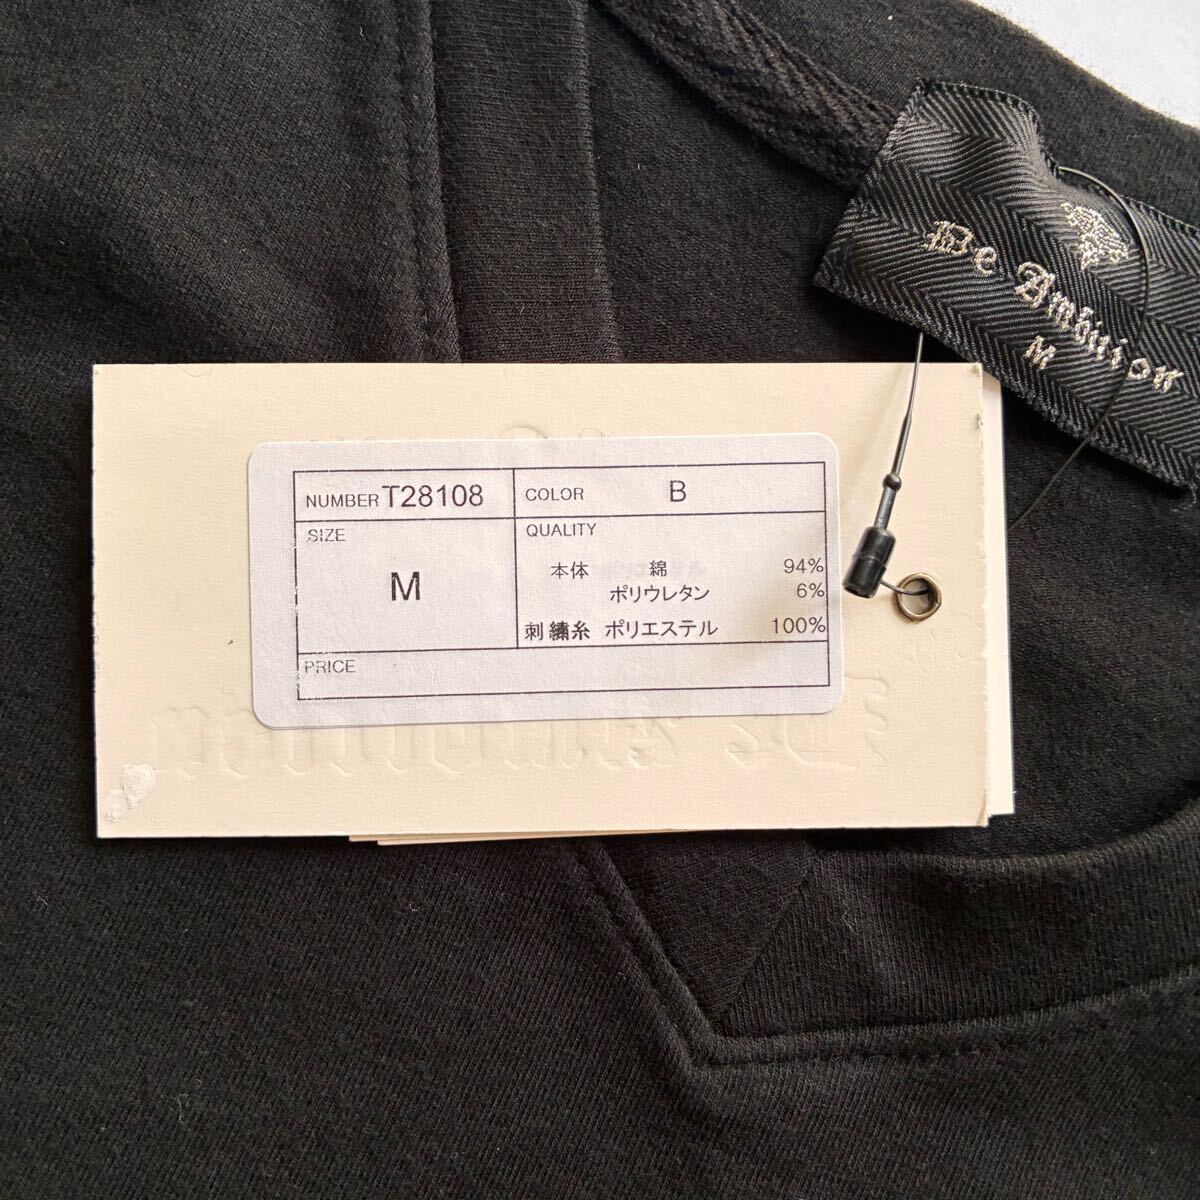 De Ambition
M
NUMBER T28108
COLOR B
SIZE
M
QUALITY
本体 綿 94%
ポリウレタン 6%
刺繍糸 ポリエステル 100%
PRICE